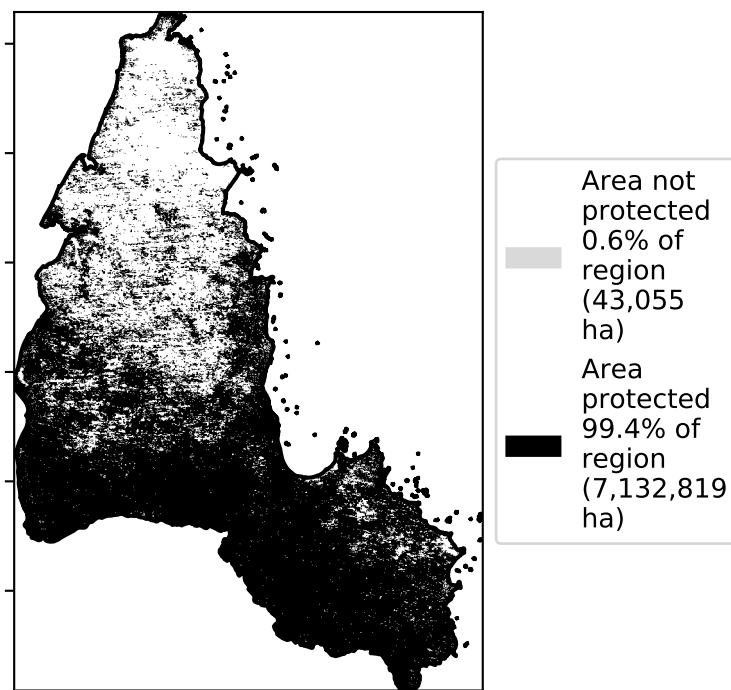 Area not
protected
0.6% of
region
(43,055
ha)
Area
protected
99.4% of
region
(7,132,819
ha)